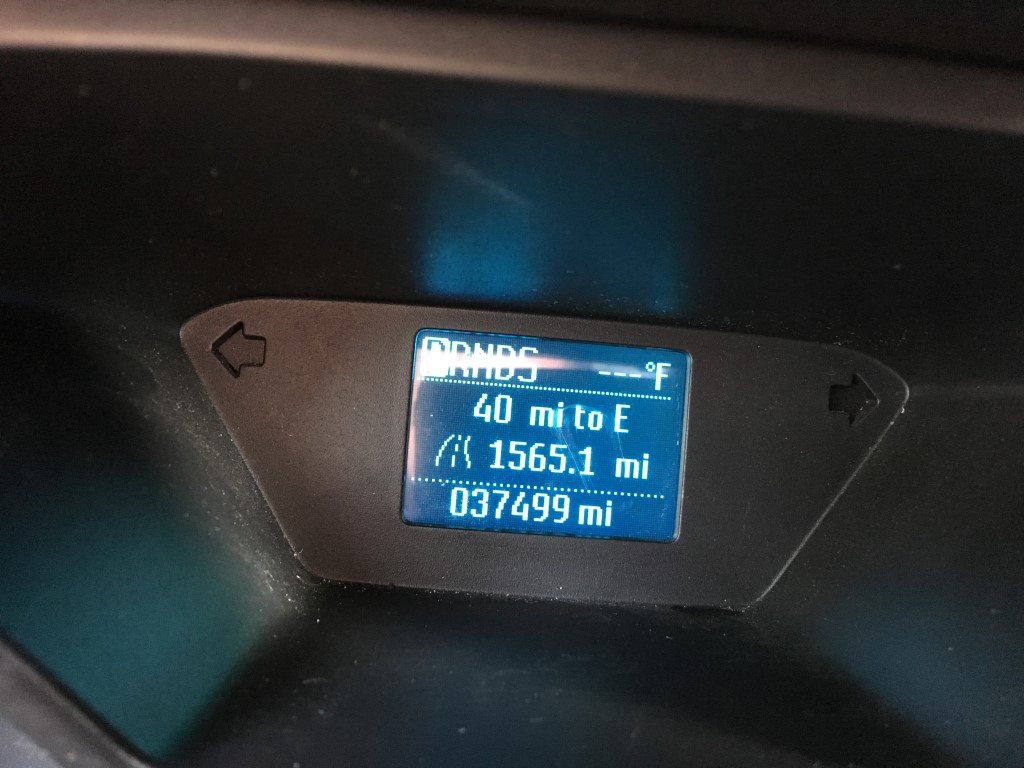 PRNDS ---°F
40 mi to E
1565.1 mi
037499 mi